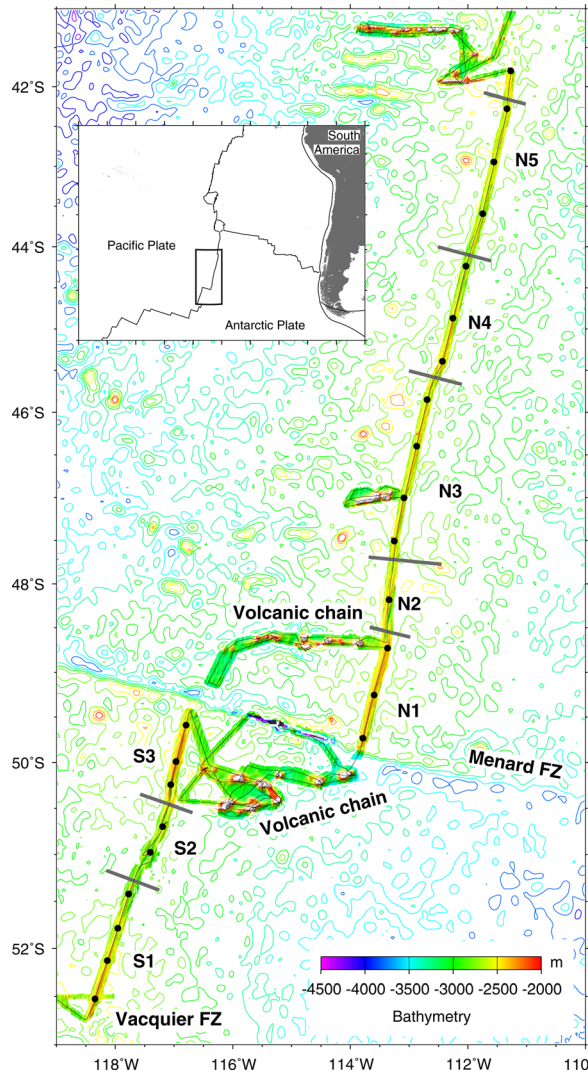 42°S
South
America
N5
Pacific Plate
44°S
N4
Antarctic Plate
46°S
N3
48°S
N2
Volcanic chain
N1
50°S
S3
Menard FZ
Volcanic chain
S2
52°S
S1
m
-4500 -4000 -3500 -3000 -2500 -2000
Bathymetry
Vacquier FZ
118°W 116°W 114°W 112°W 110